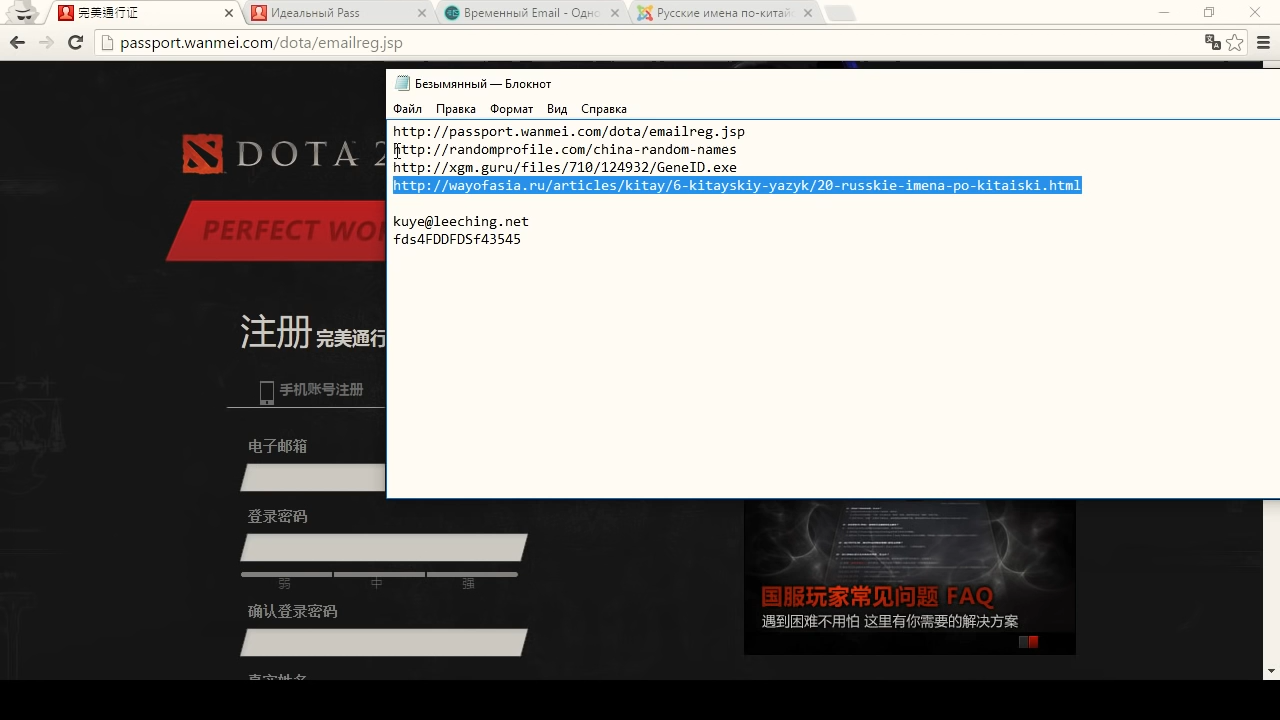 完美通行证
Идеальный Pass
Временный Email - Одно
Русские имена по-китайс
passport.wanmei.com/dota/emailreg.jsp
Безымянный — Блокнот
Файл Правка Формат Вид Справка
http://passport.wanmei.com/dota/emailreg.jsp
http://randomprofile.com/china-random-names
http://xgm.guru/files/710/124932/GeneID.exe
http://wayofasia.ru/articles/kitay/6-kitayskiy-yazyk/20-russkie-imena-po-kitaiski.html
kuye@leeching.net
fds4FDDFDSf43545
DOTA 2
PERFECT WO
注册 完美通行
手机账号注册
电子邮箱
登录密码
弱 中 强
确认登录密码
真实姓名
国服玩家常见问题 FAQ
遇到困难不用怕 这里有你需要的解决方案